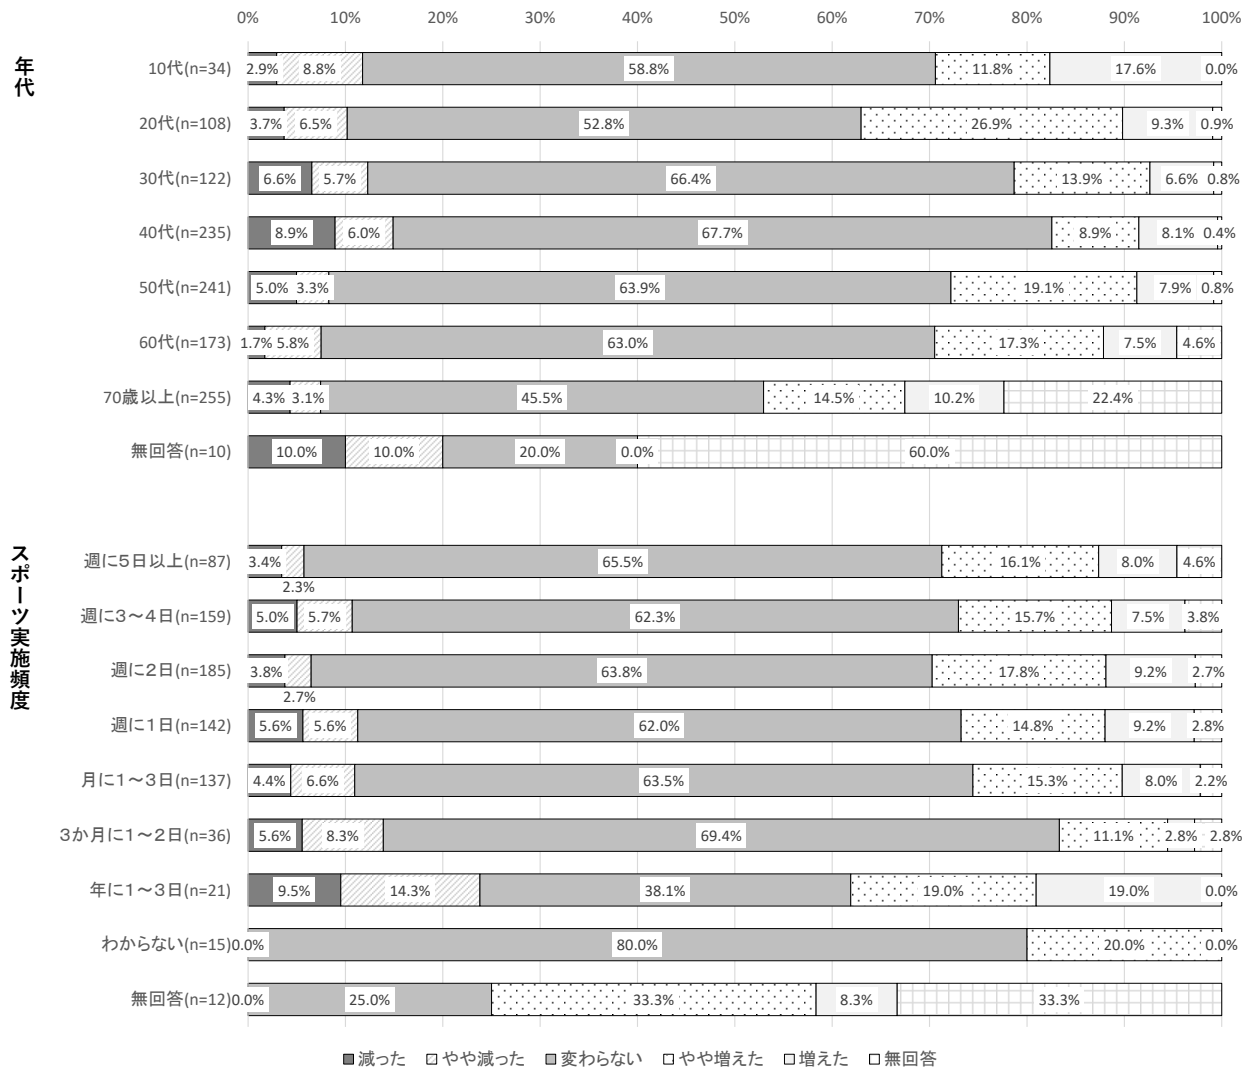 0% 10% 20% 30% 40% 50% 60% 70% 80% 90% 100%
年代
10代(n=34) 2.9% 8.8% 58.8% 11.8% 17.6% 0.0%
20代(n=108) 3.7% 6.5% 52.8% 26.9% 9.3% 0.9%
30代(n=122) 6.6% 5.7% 66.4% 13.9% 6.6% 0.8%
40代(n=235) 8.9% 6.0% 67.7% 8.9% 8.1% 0.4%
50代(n=241) 5.0% 3.3% 63.9% 19.1% 7.9% 0.8%
60代(n=173) 1.7% 5.8% 63.0% 17.3% 7.5% 4.6%
70歳以上(n=255) 4.3% 3.1% 45.5% 14.5% 10.2% 22.4%
無回答(n=10) 10.0% 10.0% 20.0% 0.0% 60.0%
スポーツ実施頻度
週に５日以上(n=87) 3.4% 65.5% 16.1% 8.0% 4.6%
2.3%
週に３～４日(n=159) 5.0% 5.7% 62.3% 15.7% 7.5% 3.8%
週に２日(n=185) 3.8% 63.8% 17.8% 9.2% 2.7%
2.7%
週に１日(n=142) 5.6% 5.6% 62.0% 14.8% 9.2% 2.8%
月に１～３日(n=137) 4.4% 6.6% 63.5% 15.3% 8.0% 2.2%
３か月に１～２日(n=36) 5.6% 8.3% 69.4% 11.1% 2.8% 2.8%
年に１～３日(n=21) 9.5% 14.3% 38.1% 19.0% 19.0% 0.0%
わからない(n=15) 0.0% 80.0% 20.0% 0.0%
無回答(n=12) 0.0% 25.0% 33.3% 8.3% 33.3%
減った やや減った 変わらない やや増えた 増えた 無回答